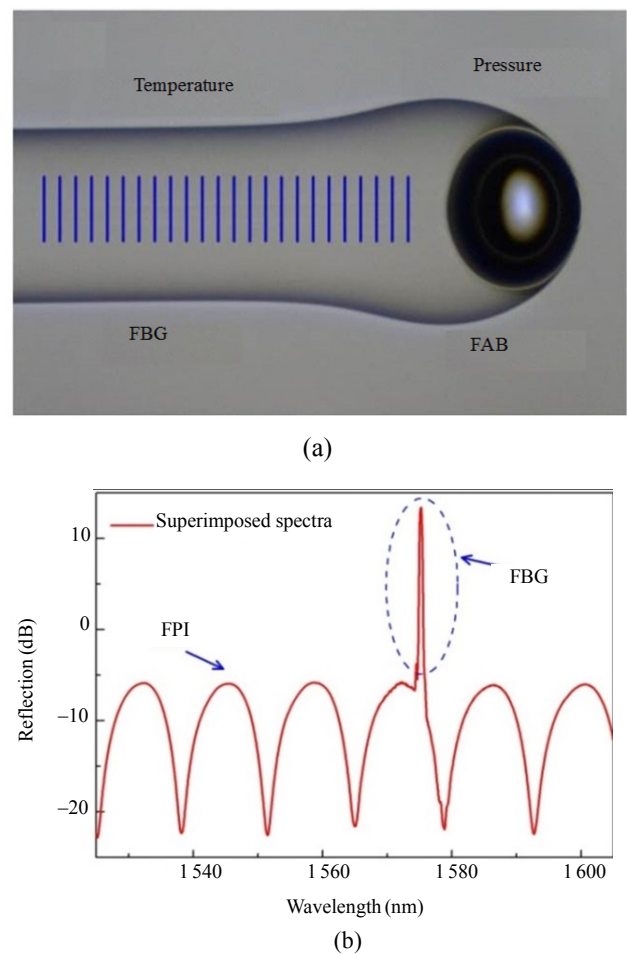 Temperature
Pressure
FBG
FAB
(a)
Superimposed spectra
FBG
FPI
Reflection (dB)
10
0
−10
−20
1 540
1 560
1 580
1 600
Wavelength (nm)
(b)